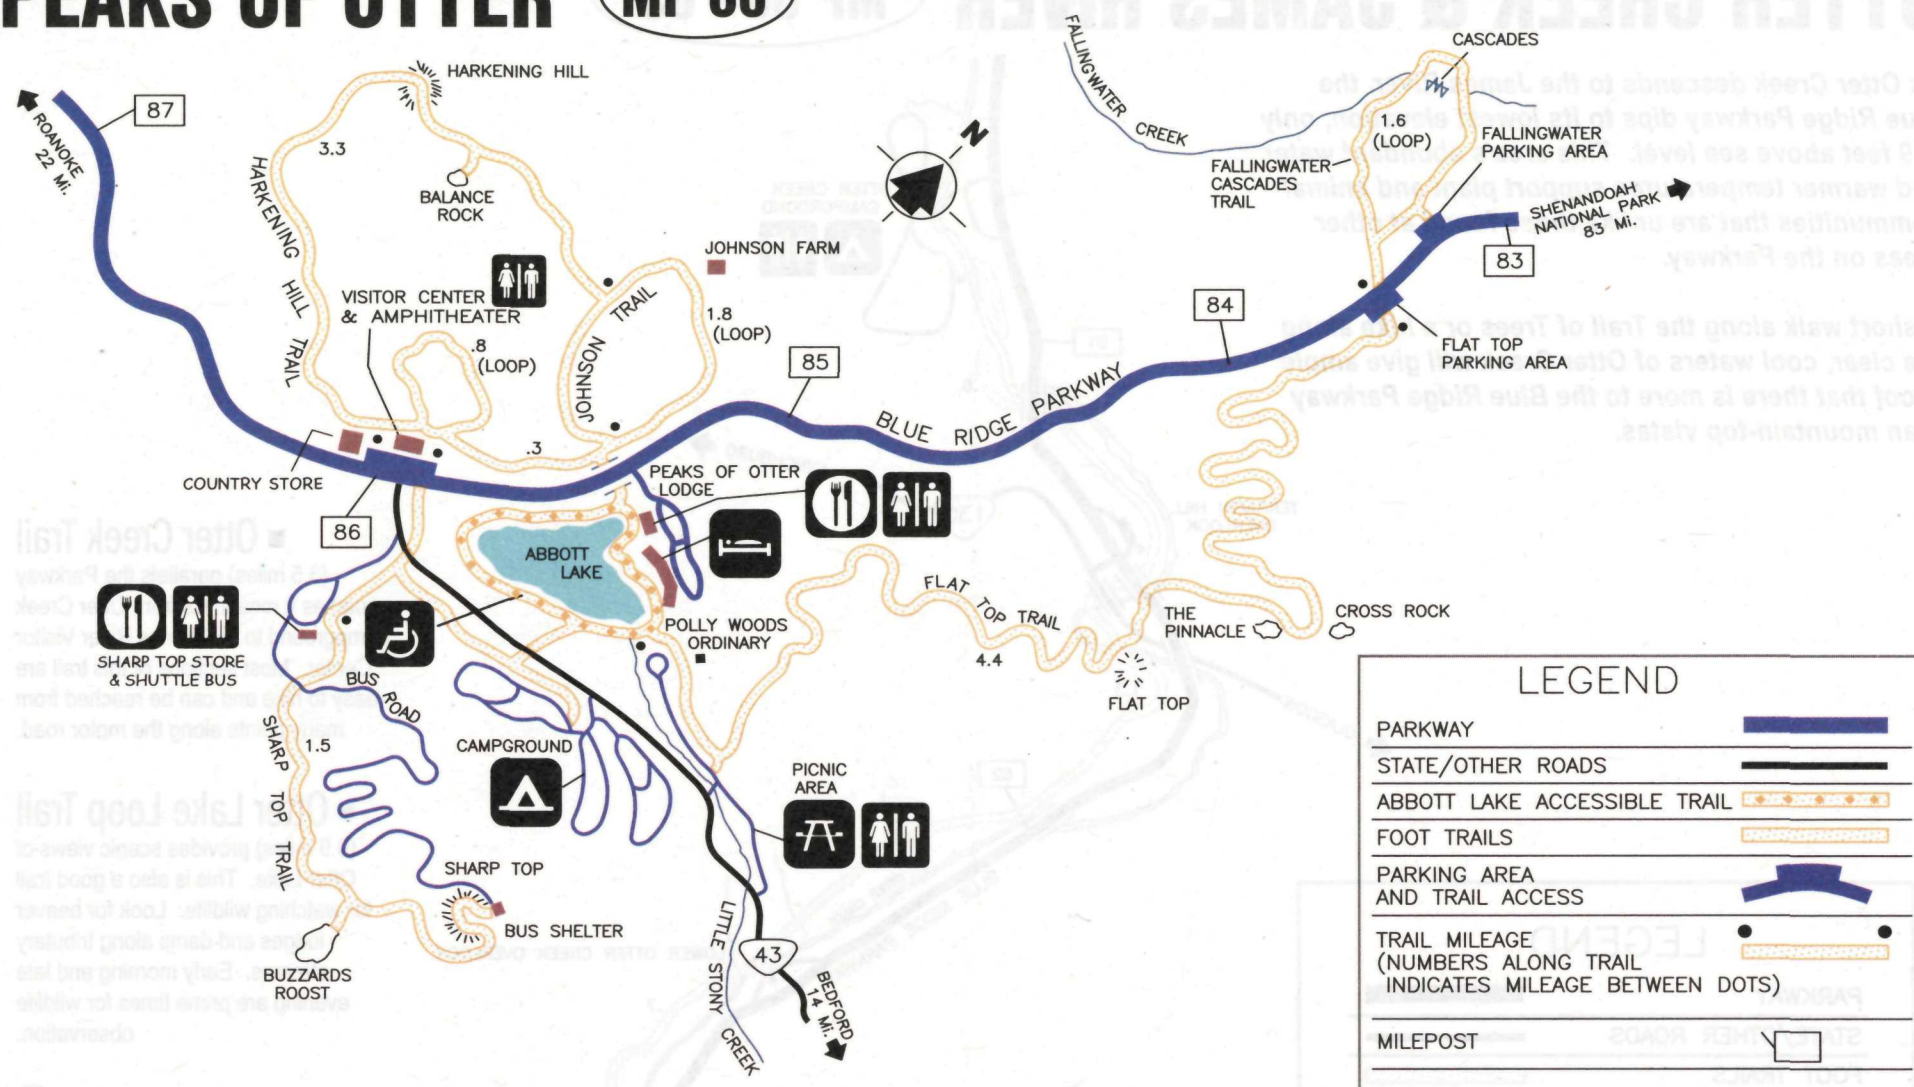 PEAKS OF OTTER
MP 86
HARKENING HILL
87
ROANOKE
22 Mi.
3.3
HARKENING HILL TRAIL
BALANCE
ROCK
JOHNSON FARM
VISITOR CENTER
& AMPHITHEATER
.8
(LOOP)
JOHNSON TRAIL
1.8
(LOOP)
N
FALLINGWATER CREEK
CASCADES
1.6
(LOOP)
FALLINGWATER
PARKING AREA
FALLINGWATER
CASCADES
TRAIL
SHENANDOAH
NATIONAL PARK
83 Mi.
83
84
FLAT TOP
PARKING AREA
85
BLUE RIDGE PARKWAY
.3
COUNTRY STORE
86
PEAKS OF OTTER
LODGE
ABBOTT
LAKE
POLLY WOODS
ORDINARY
FLAT TOP TRAIL
4.4
THE
PINNACLE
CROSS ROCK
FLAT TOP
SHARP TOP STORE
& SHUTTLE BUS
BUS ROAD
SHARP TOP TRAIL
1.5
CAMPGROUND
PICNIC
AREA
SHARP TOP
BUS SHELTER
BUZZARDS
ROOST
LITTLE STONY CREEK
43
BEDFORD
14 Mi.
LEGEND
PARKWAY
STATE/OTHER ROADS
ABBOTT LAKE ACCESSIBLE TRAIL
FOOT TRAILS
PARKING AREA
AND TRAIL ACCESS
TRAIL MILEAGE
(NUMBERS ALONG TRAIL
INDICATES MILEAGE BETWEEN DOTS)
MILEPOST